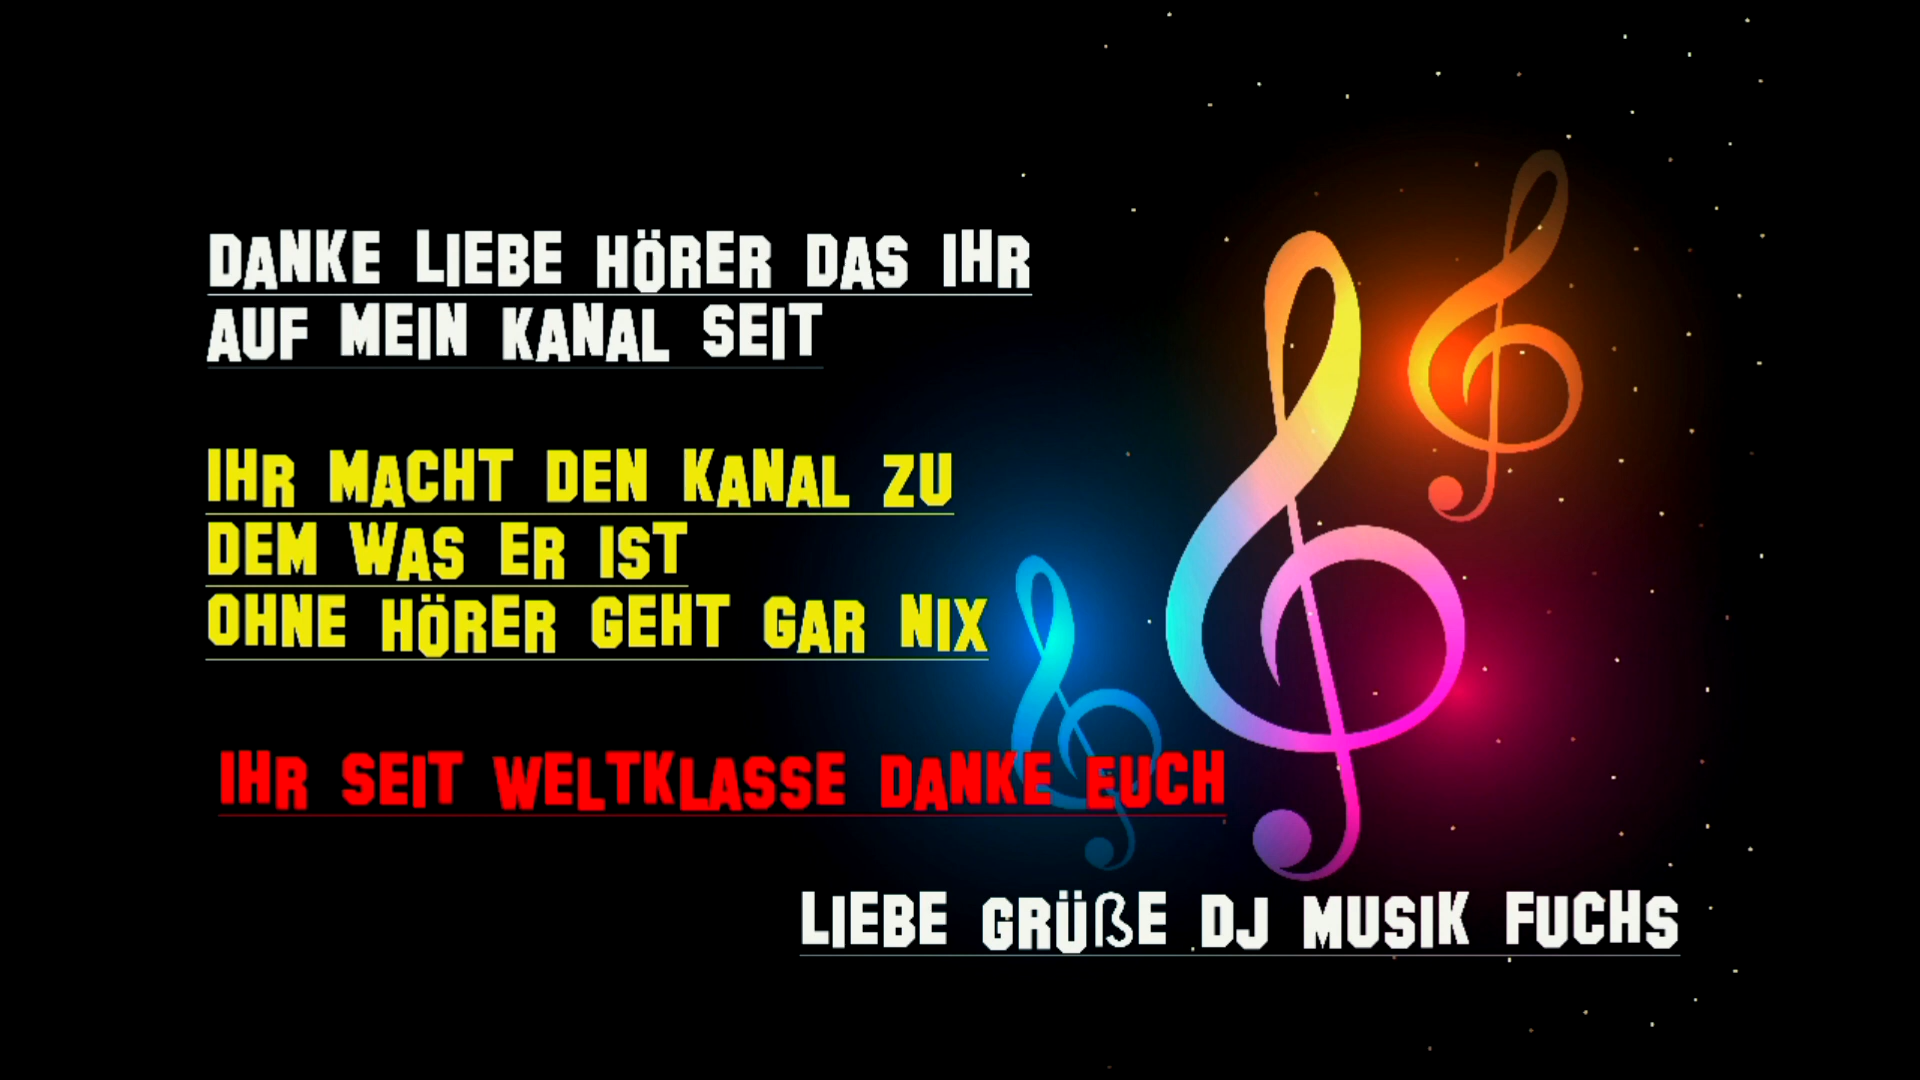 DANKE LIEBE HÖRER DAS IHR
AUF MEIN KANAL SEIT
IHR MACHT DEN KANAL ZU
DEM WAS ER IST
OHNE HÖRER GEHT GAR NIX
IHR SEIT WELTKLASSE DANKE EUCH
LIEBE GRÜßE DJ MUSIK FUCHS